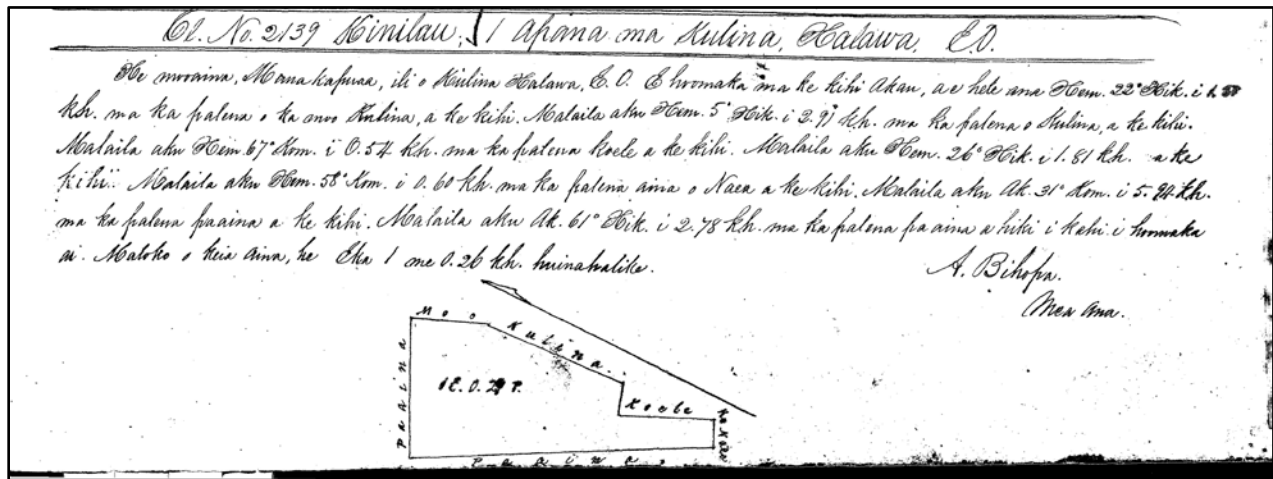 Cl. No. 2139 Kinilau, 1 Apana ma Kulina, Halawa, E.O.
He mooaina, Mounakapuaa, ili o Kulina Halawa, E. O. E hoomaka ma ke kihi Akau, a e hele ana Hem. 22° Hik. i 1.
kh. ma ka palena o ka moo Kulina, a ke kihi. Malaila aku Hem. 5° Hik. i 2.97 kh. ma ka palena o Kulina, a ke kihi.
Malaila aku Hem. 67° Kom. i 0.54 kh. ma ka palena koele a ke kihi. Malaila aku Hem. 26° Hik. i 1.81 kh. a ke
kihi. Malaila aku Hem. 58° Kom. i 0.60 kh. ma ka palena aina o Naea a ke kihi. Malaila aku Ak. 31° Kom. i 5.94 kh.
ma ka palena paaina a ke kihi. Malaila aku Ak. 61° Hik. i 2.78 kh. ma ka palena pa aina a hiki i kahi i hoomaka
ai. Maloko o keia aina, he Eka 1 me 0.26 kh. huinahalike.
A. Bihopa.
Mea Ana.
Moo Kulina.
Paaina
1 E. 0. P.
Koele
Paaina